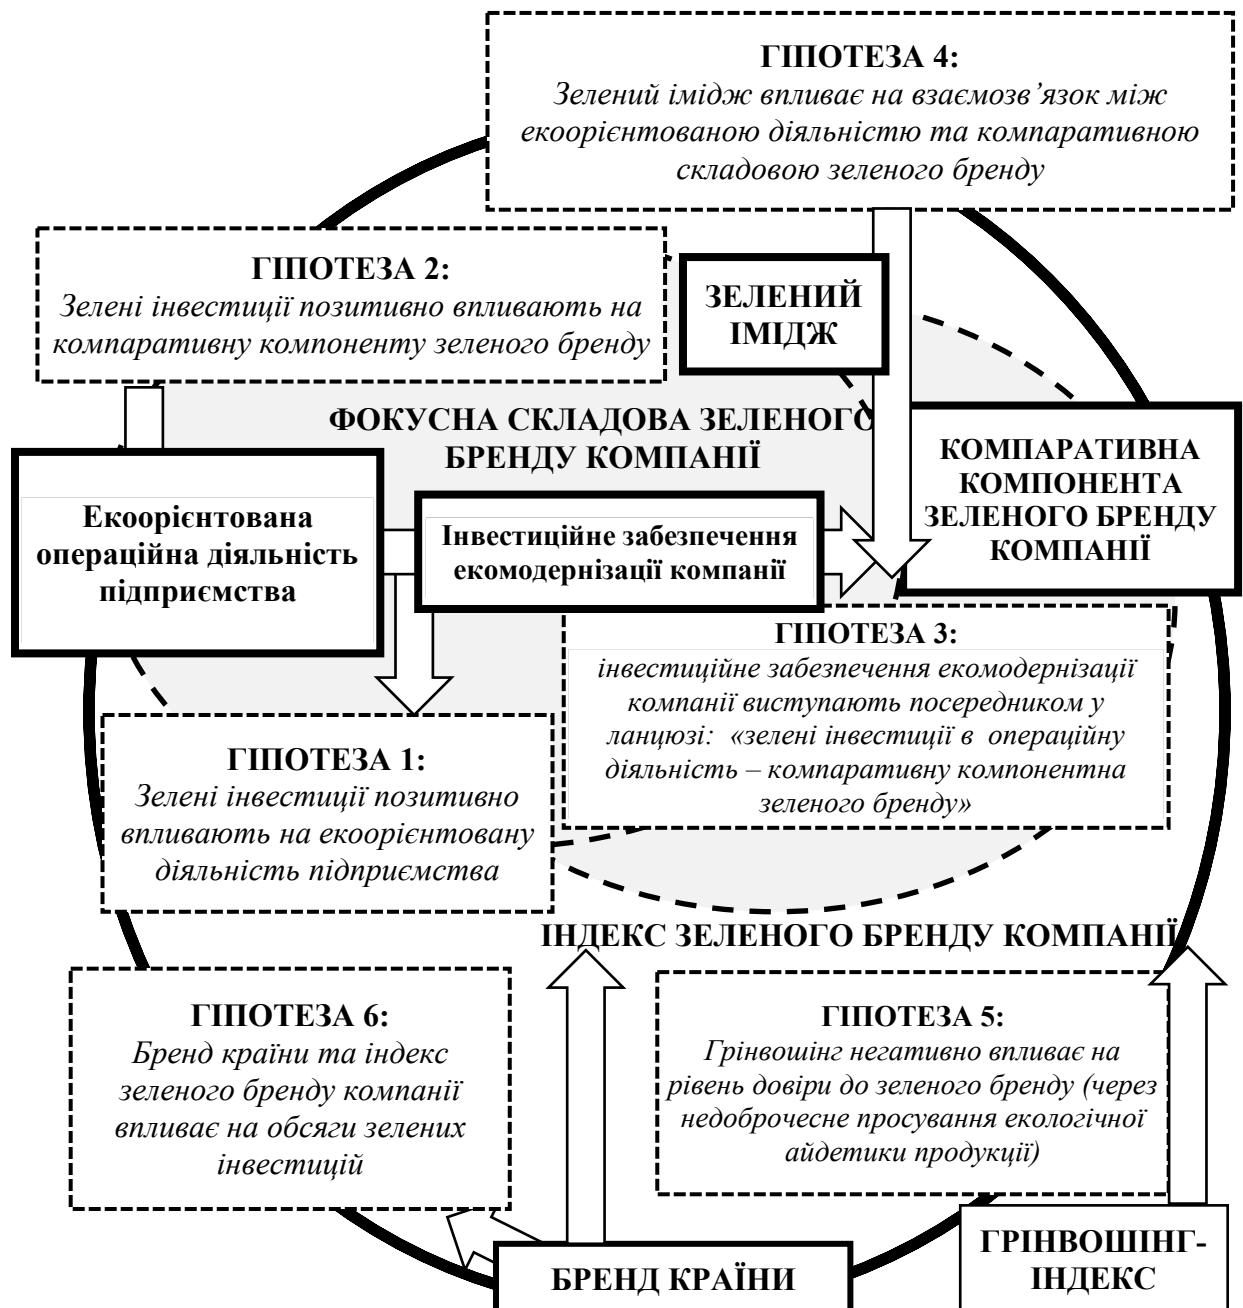 ГІПОТЕЗА 4:
Зелений імідж впливає на взаємозв’язок між
екоорієнтованою діяльністю та компаративною
складовою зеленого бренду
ГІПОТЕЗА 2:
Зелені інвестиції позитивно впливають на
компаративну компоненту зеленого бренду
ЗЕЛЕНИЙ
ІМІДЖ
ФОКУСНА СКЛАДОВА ЗЕЛЕНОГО
БРЕНДУ КОМПАНІЇ
КОМПАРАТИВНА
КОМПОНЕНТА
ЗЕЛЕНОГО БРЕНДУ
КОМПАНІЇ
Екоорієнтована
операційна діяльність
підприємства
Інвестиційне забезпечення
екомодернізації компанії
ГІПОТЕЗА 3:
інвестиційне забезпечення екомодернізації
компанії виступають посередником у
ланцюзі: «зелені інвестиції в операційну
діяльність – компаративну компонентна
зеленого бренду»
ГІПОТЕЗА 1:
Зелені інвестиції позитивно
впливають на екоорієнтовану
діяльність підприємства
ІНДЕКС ЗЕЛЕНОГО БРЕНДУ КОМПАНІЇ
ГІПОТЕЗА 6:
Бренд країни та індекс
зеленого бренду компанії
впливає на обсяги зелених
інвестицій
ГІПОТЕЗА 5:
Грінвошінг негативно впливає на
рівень довіри до зеленого бренду (через
недоброчесне просування екологічної
айдетики продукції)
БРЕНД КРАЇНИ
ГРІНВОШІНГ-
ІНДЕКС